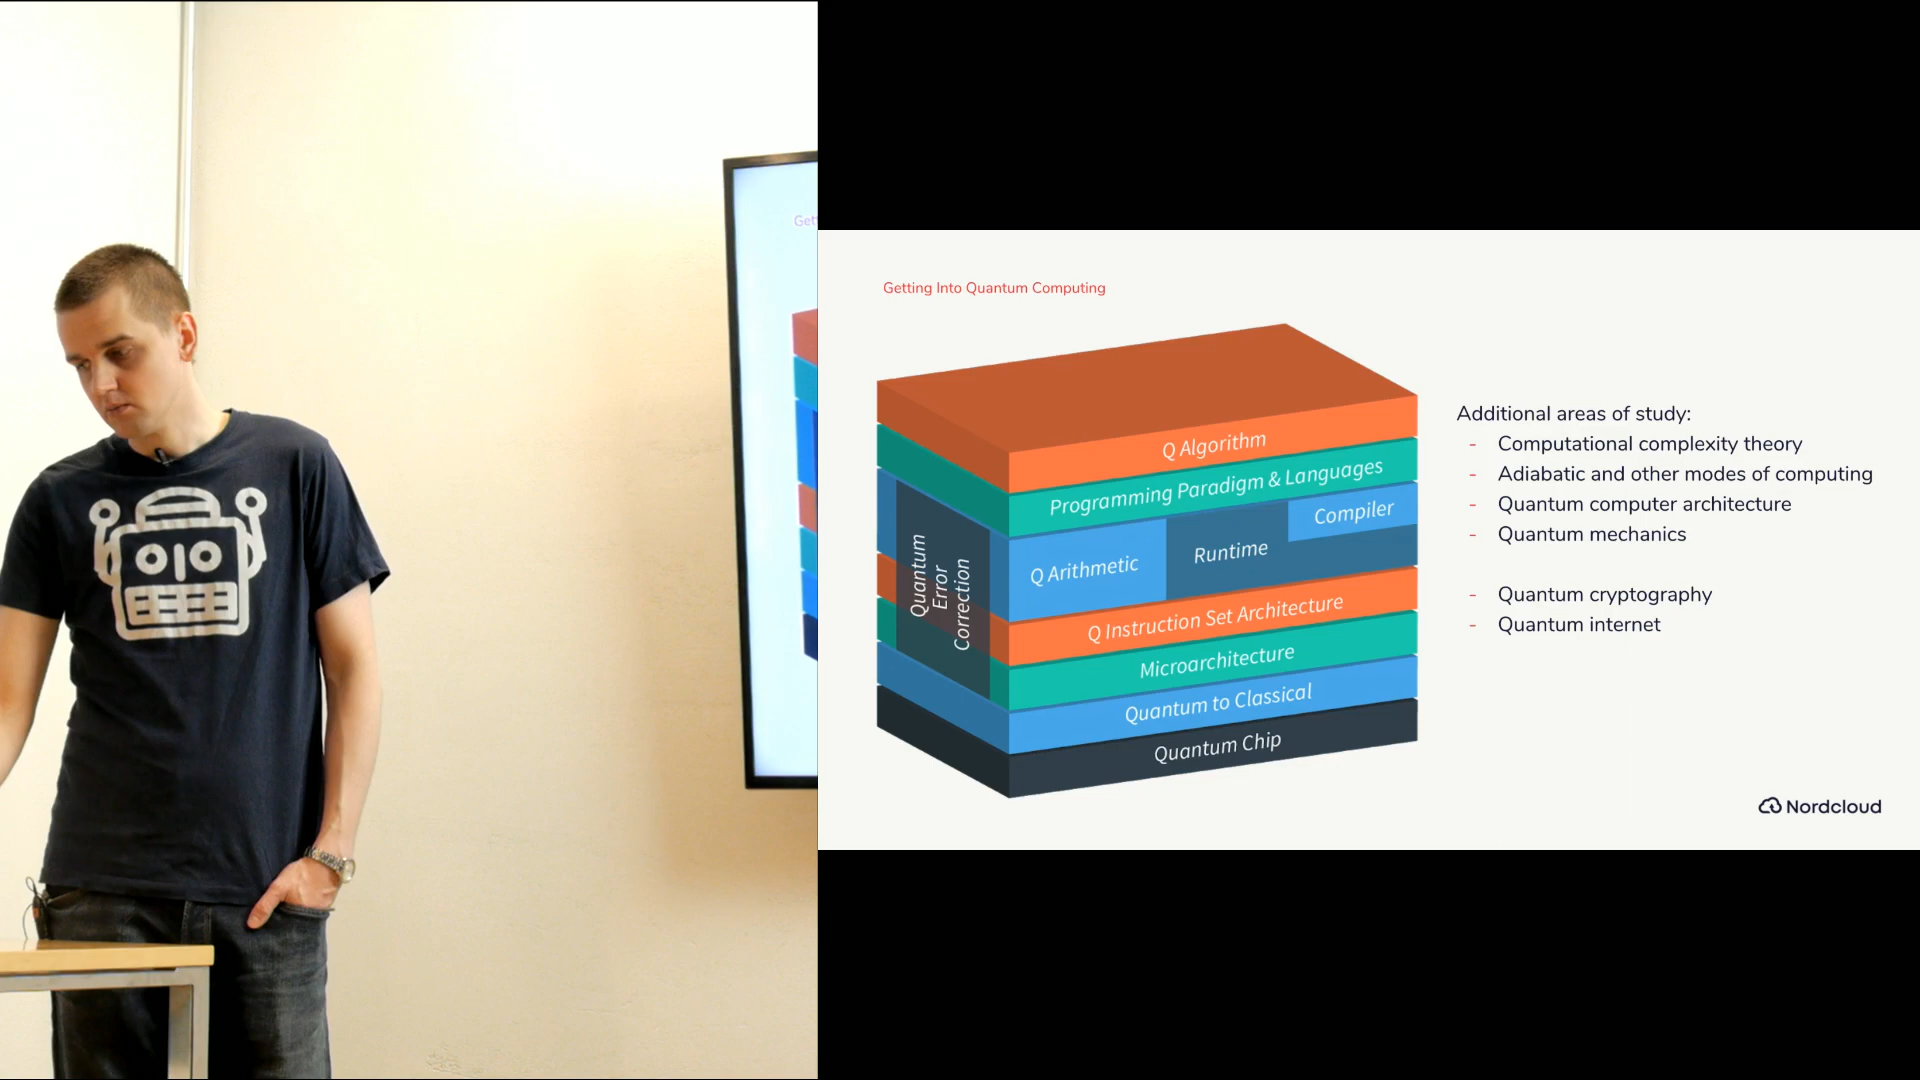 Get
Getting Into Quantum Computing
Q Algorithm
Programming Paradigm & Languages
Compiler
Runtime
Q Arithmetic
Quantum
Error
Correction
Q Instruction Set Architecture
Microarchitecture
Quantum to Classical
Quantum Chip
Additional areas of study:
- Computational complexity theory
- Adiabatic and other modes of computing
- Quantum computer architecture
- Quantum mechanics
- Quantum cryptography
- Quantum internet
Nordcloud